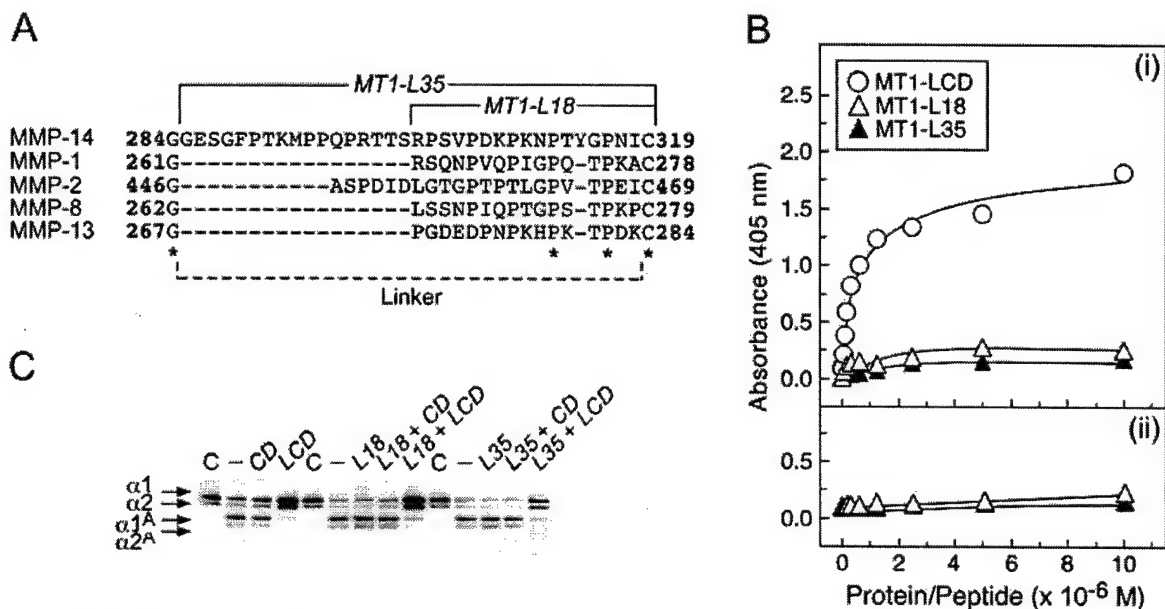 A
MT1-L35
MT1-L18
MMP-14 284GGESGFPTKMPPQPRTTSRPSVPDKPKNPTYGPNIC319
MMP-1 261G-----------------RSQNPVQPIGPQ-TPKAC278
MMP-2 446G-----------ASPDIDLGTGPTPTLGPV-TPEIC469
MMP-8 262G-----------------LSSNPIQPTGPS-TPKPC279
MMP-13 267G-----------------PGDEDPNPKHPK-TPDKC284
* * * *
Linker
B
(i)
MT1-LCD
MT1-L18
MT1-L35
2.5
2.0
1.5
1.0
0.5
0.0
Absorbance (405 nm)
(ii)
0.5
0.0
0 2 4 6 8 10
Protein/Peptide (x 10-6 M)
C
C – CD LCD C – L18 L18 + CD L18 + LCD C – L35 L35 + CD L35 + LCD
α1
α2
α1A
α2A